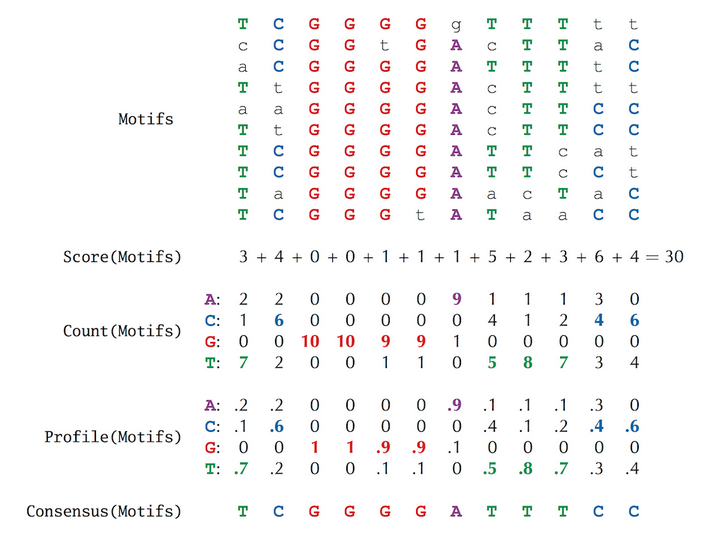 T C G G G G g T T T t t
c C G G t G A c T T a C
a C G G G G A T T T t C
T t G G G G A c T T t t
a a G G G G A c T T C C
Motifs
T t G G G G A c T T C C
T C G G G G A T T c a t
T C G G G G A T T c C t
T a G G G G A a c T a C
T C G G G t A T a a C C
Score(Motifs) 3 + 4 + 0 + 0 + 1 + 1 + 1 + 5 + 2 + 3 + 6 + 4 = 30
A: 2 2 0 0 0 0 9 1 1 1 3 0
C: 1 6 0 0 0 0 0 4 1 2 4 6
Count(Motifs)
G: 0 0 10 10 9 9 1 0 0 0 0 0
T: 7 2 0 0 1 1 0 5 8 7 3 4
A: .2 .2 0 0 0 0 .9 .1 .1 .1 .3 0
C: .1 .6 0 0 0 0 0 .4 .1 .2 .4 .6
Profile(Motifs)
G: 0 0 1 1 .9 .9 .1 0 0 0 0 0
T: .7 .2 0 0 .1 .1 0 .5 .8 .7 .3 .4
Consensus(Motifs) T C G G G G A T T T C C